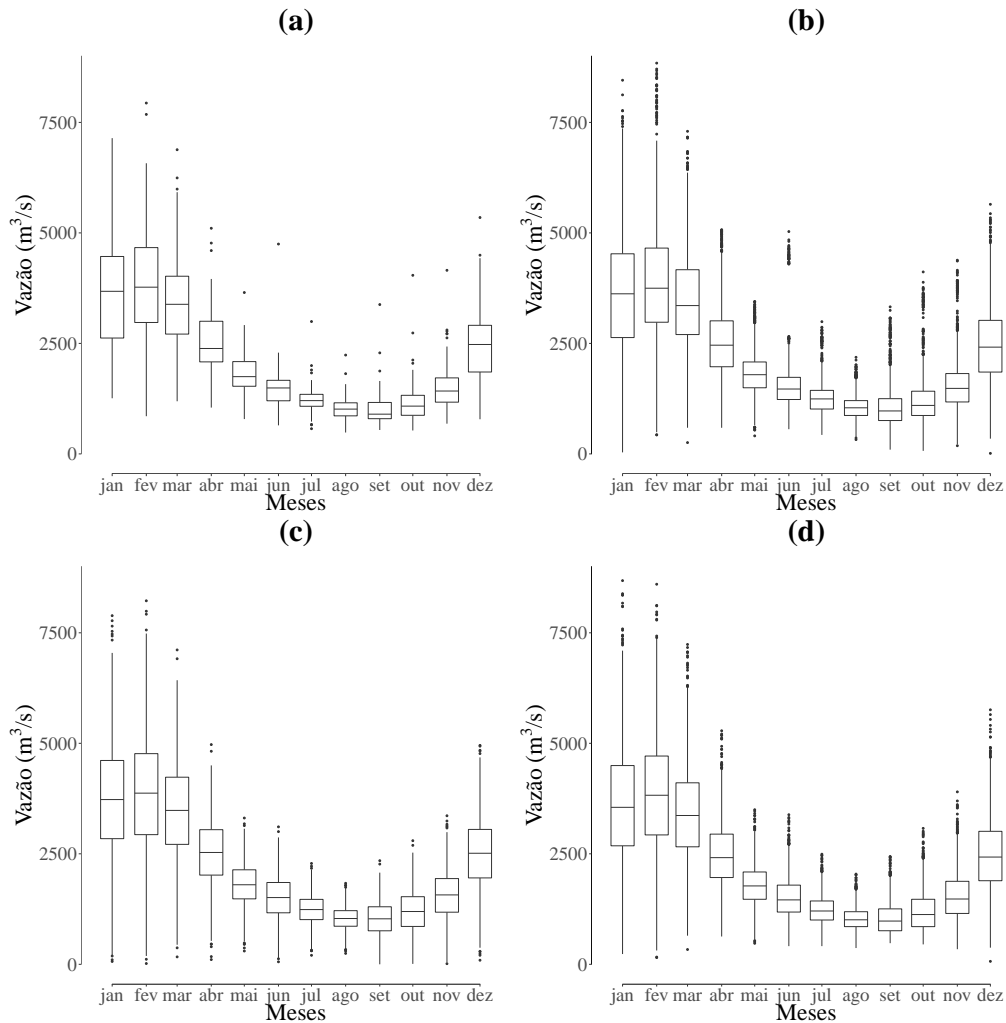 (a)
7500
5000
2500
0
Vazão (m³/s)
jan fev mar abr mai jun jul ago set out nov dez
Meses
(b)
7500
5000
2500
0
Vazão (m³/s)
jan fev mar abr mai jun jul ago set out nov dez
Meses
(c)
7500
5000
2500
0
Vazão (m³/s)
jan fev mar abr mai jun jul ago set out nov dez
Meses
(d)
7500
5000
2500
0
Vazão (m³/s)
jan fev mar abr mai jun jul ago set out nov dez
Meses